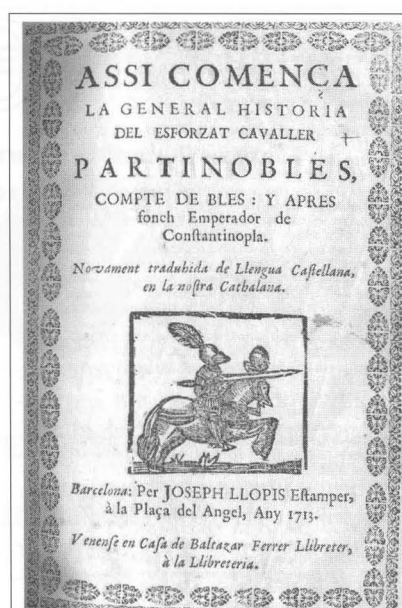 ASSI COMENÇA
LA GENERAL HISTORIA
DEL ESFORZAT CAVALLER
PARTINOBLES,
COMPTE DE BLES : Y APRES
ſonch Emperador de
Conſtantinopla.
Novament traduhida de Llengua Caſtellana,
en la noſtra Cathalana.
Barcelona: Per JOSEPH LLOPIS Eſtamper,
à la Plaça del Angel, Any 1713.
Venenſe en Caſa de Baltazar Ferrer Llibreter,
à la Llibreteria.